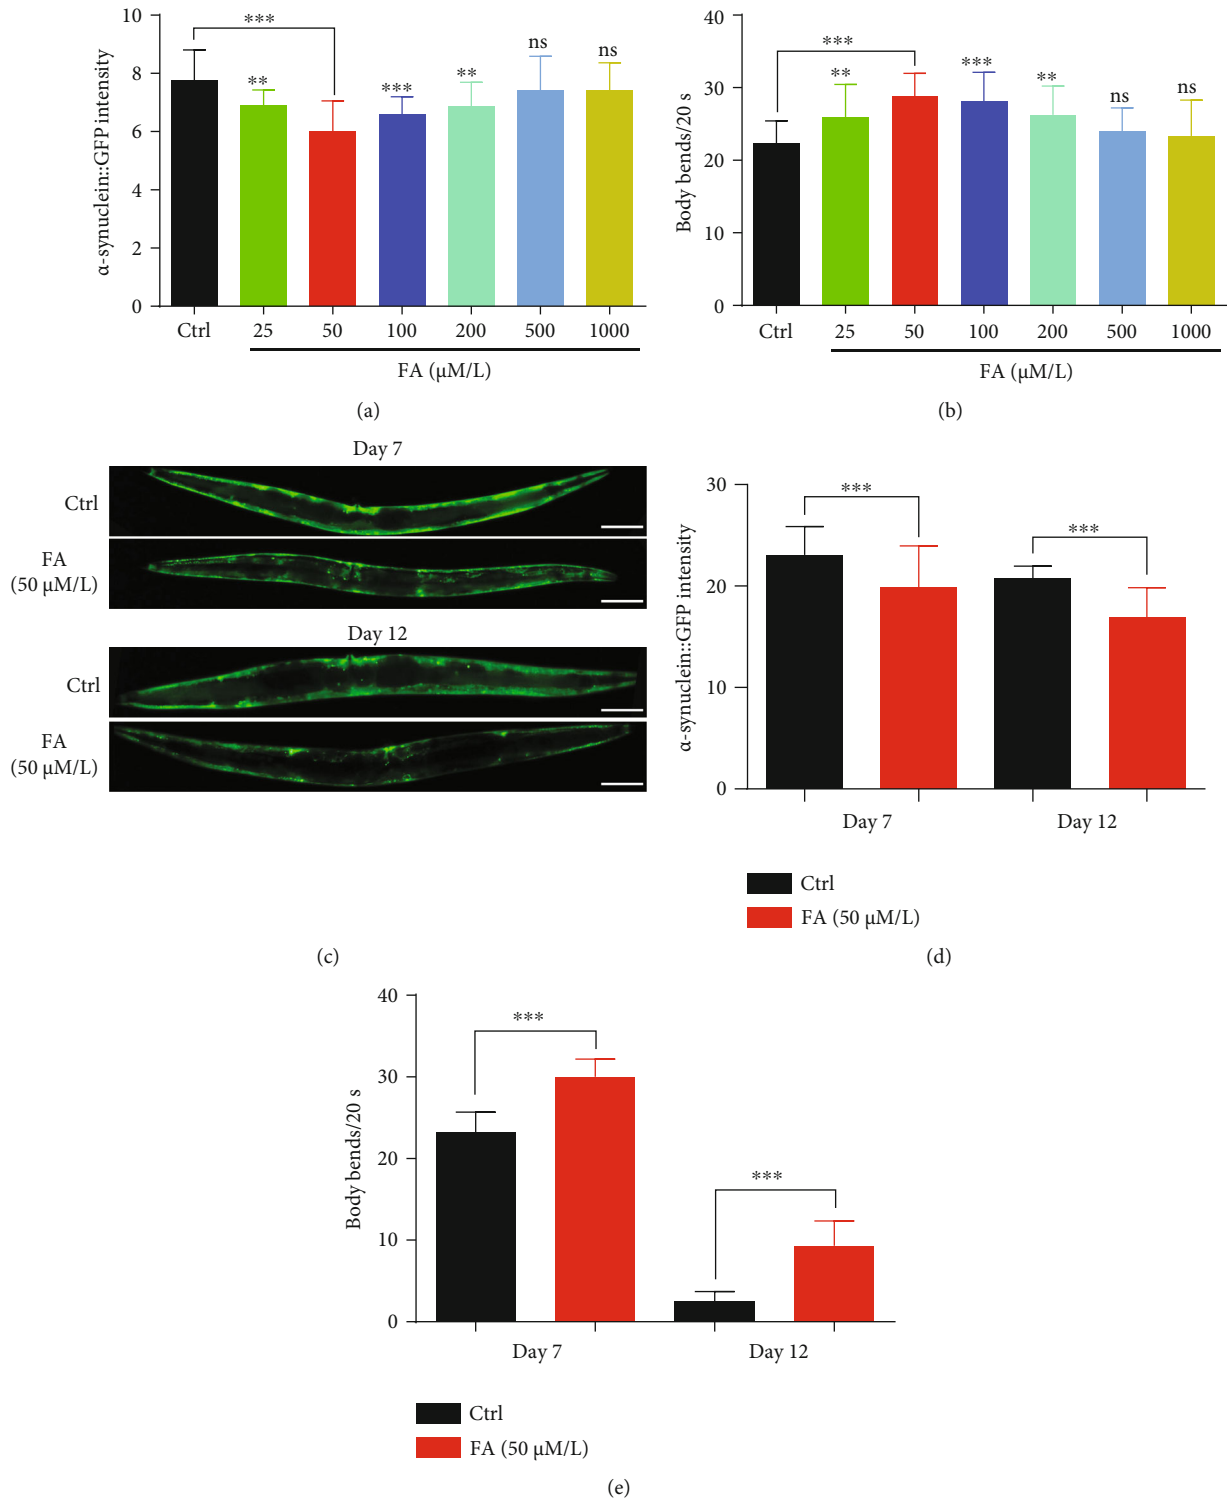 10
8
6
4
2
0
α-synuclein::GFP intensity
***
**
***
**
ns
ns
Ctrl 25 50 100 200 500 1000
FA (μM/L)
(a)
40
30
20
10
0
Body bends/20 s
***
**
***
**
ns
ns
Ctrl 25 50 100 200 500 1000
FA (μM/L)
(b)
Day 7
Ctrl
FA
(50 μM/L)
Day 12
Ctrl
FA
(50 μM/L)
(c)
30
20
10
0
α-synuclein::GFP intensity
***
***
Day 7 Day 12
Ctrl
FA (50 μM/L)
(d)
40
30
20
10
0
Body bends/20 s
***
***
Day 7 Day 12
Ctrl
FA (50 μM/L)
(e)